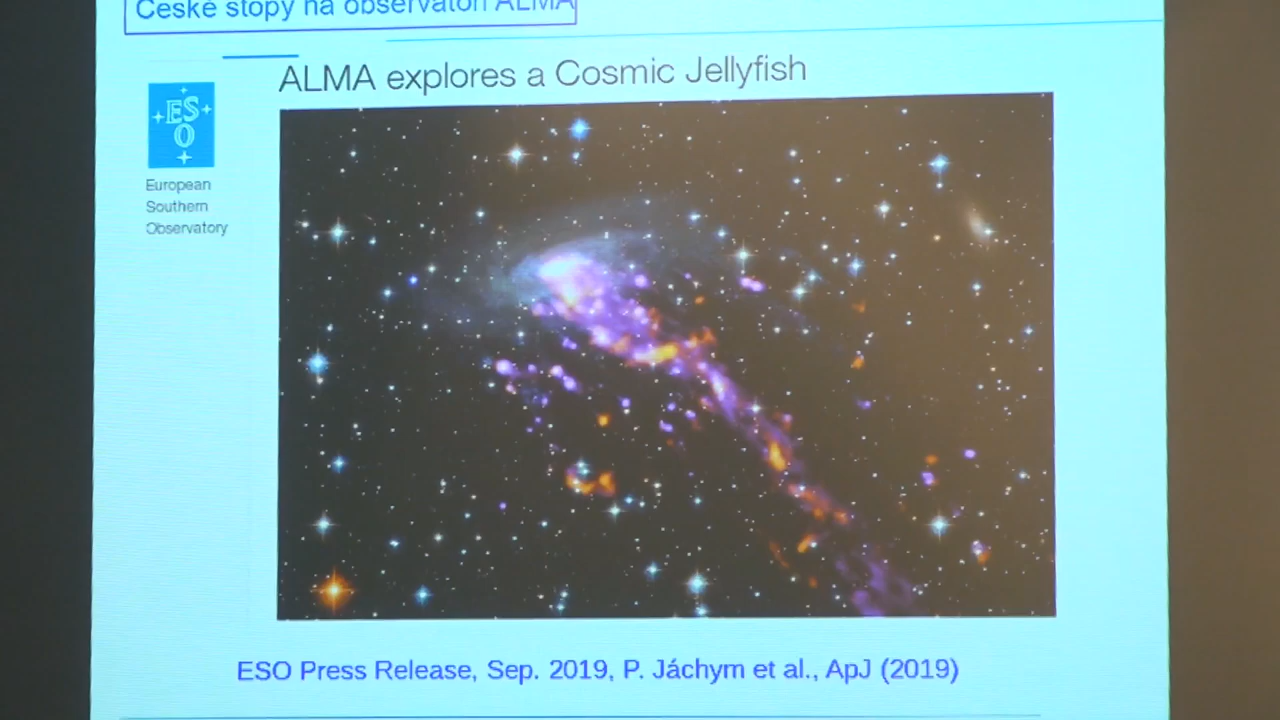 České stopy na observatoři ALMA
ALMA explores a Cosmic Jellyfish
ES
O
European
Southern
Observatory
ESO Press Release, Sep. 2019, P. Jáchym et al., ApJ (2019)